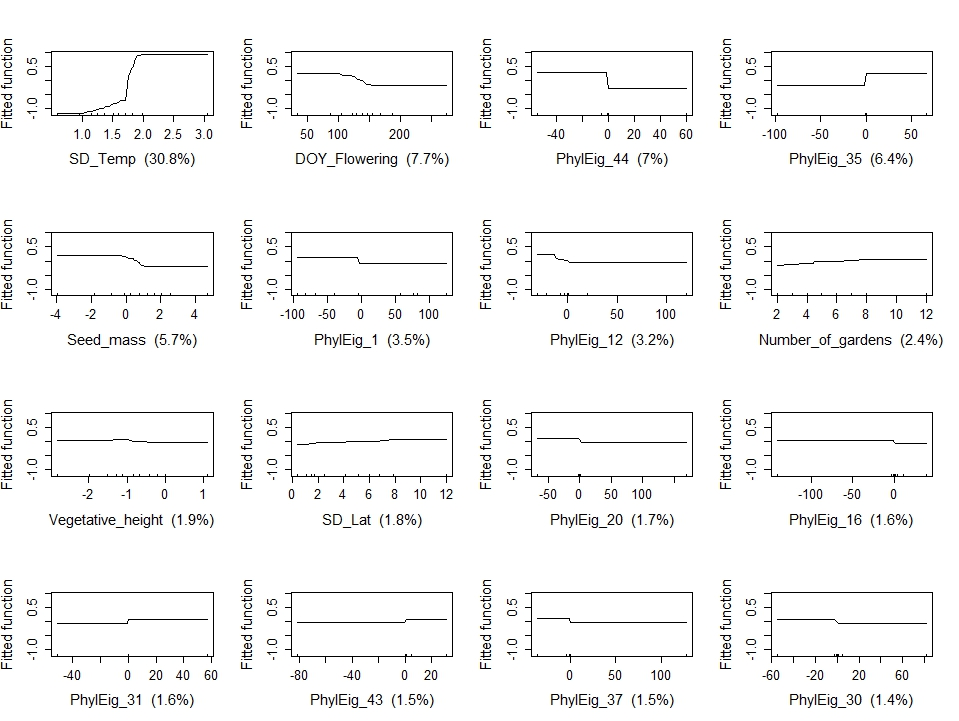 Fitted function 0.5 -1.0 1.0 1.5 2.0 2.5 3.0 SD_Temp (30.8%)
Fitted function 0.5 -1.0 50 100 200 DOY_Flowering (7.7%)
Fitted function 0.5 -1.0 -40 0 20 40 60 PhylEig_44 (7%)
Fitted function 0.5 -1.0 -100 -50 0 50 PhylEig_35 (6.4%)
Fitted function 0.5 -1.0 -4 -2 0 2 4 Seed_mass (5.7%)
Fitted function 0.5 -1.0 -100 -50 0 50 100 PhylEig_1 (3.5%)
Fitted function 0.5 -1.0 0 50 100 PhylEig_12 (3.2%)
Fitted function 0.5 -1.0 2 4 6 8 10 12 Number_of_gardens (2.4%)
Fitted function 0.5 -1.0 -2 -1 0 1 Vegetative_height (1.9%)
Fitted function 0.5 -1.0 0 2 4 6 8 10 12 SD_Lat (1.8%)
Fitted function 0.5 -1.0 -50 0 50 100 PhylEig_20 (1.7%)
Fitted function 0.5 -1.0 -100 -50 0 PhylEig_16 (1.6%)
Fitted function 0.5 -1.0 -40 0 20 40 60 PhylEig_31 (1.6%)
Fitted function 0.5 -1.0 -80 -40 0 20 PhylEig_43 (1.5%)
Fitted function 0.5 -1.0 0 50 100 PhylEig_37 (1.5%)
Fitted function 0.5 -1.0 -60 -20 20 60 PhylEig_30 (1.4%)